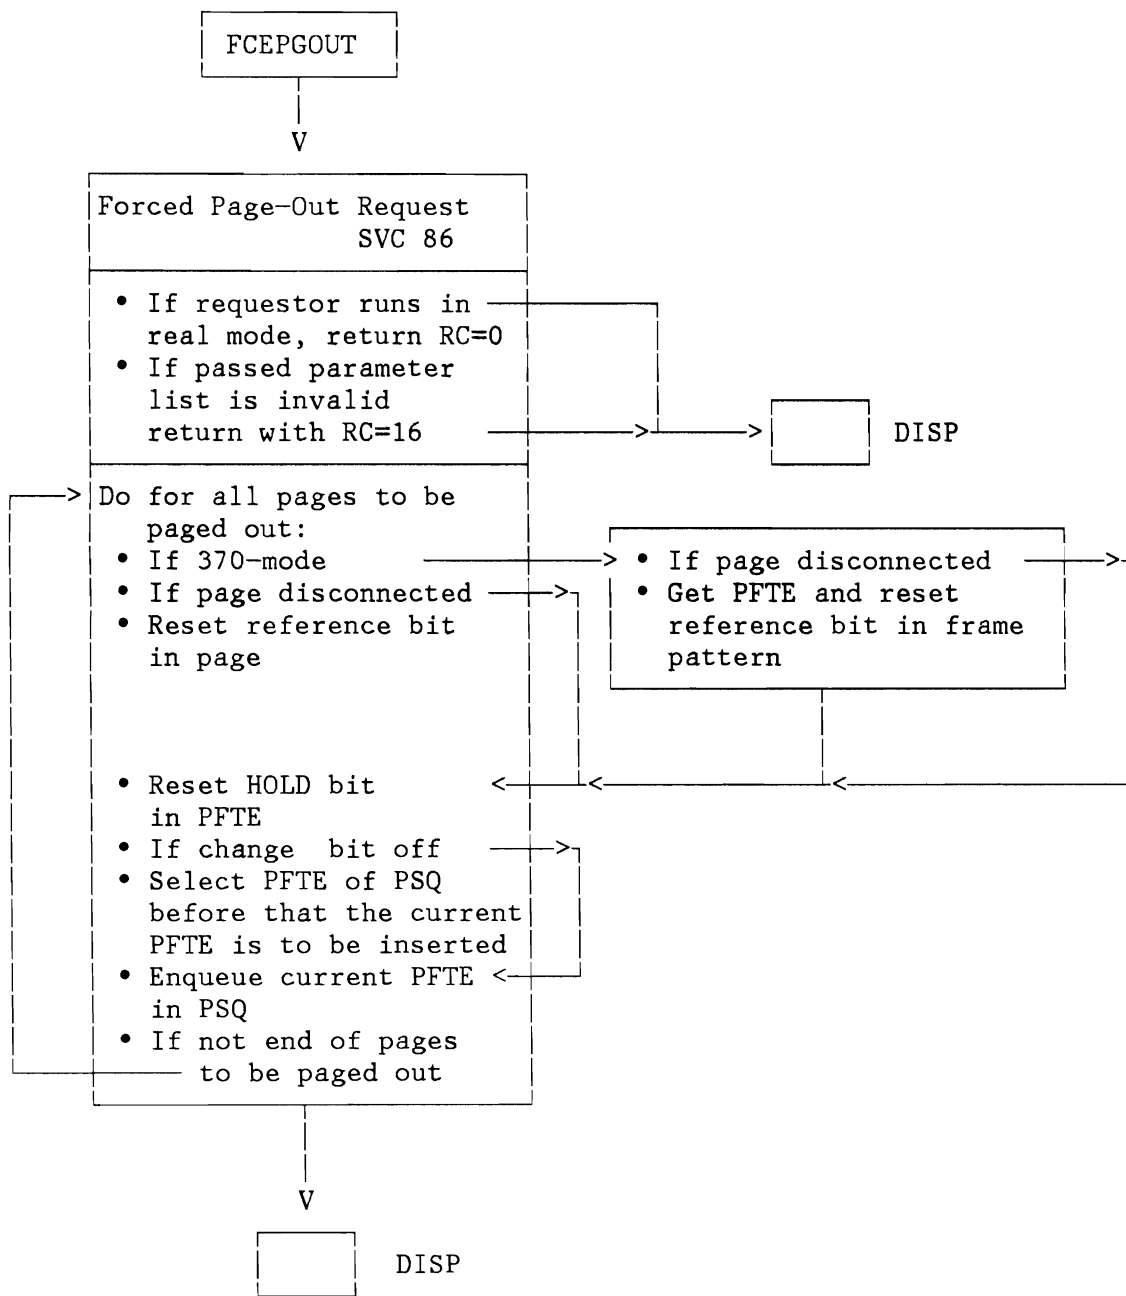 FCEPGOUT
V
Forced Page-Out Request
SVC 86
• If requestor runs in
real mode, return RC=0
• If passed parameter
list is invalid
return with RC=16
DISP
Do for all pages to be
paged out:
• If 370-mode
• If page disconnected
• Reset reference bit
in page
• If page disconnected
• Get PFTE and reset
reference bit in frame
pattern
• Reset HOLD bit
in PFTE
• If change bit off
• Select PFTE of PSQ
before that the current
PFTE is to be inserted
• Enqueue current PFTE
in PSQ
• If not end of pages
to be paged out
V
DISP